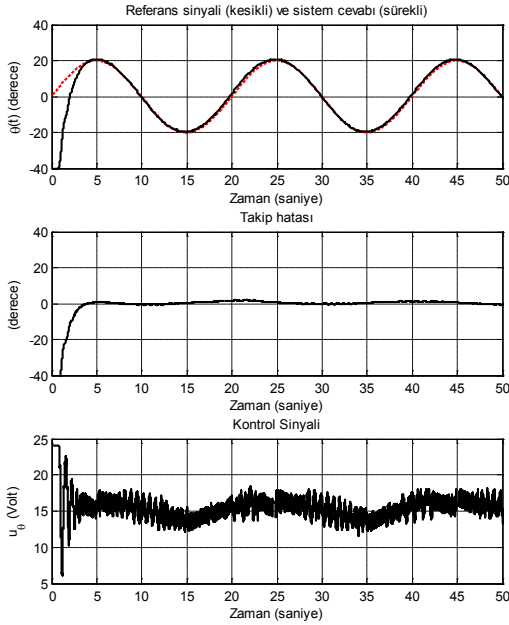 Referans sinyali (kesikli) ve sistem cevabı (sürekli)
θ(t) (derece)
40
20
0
-20
-40
0 5 10 15 20 25 30 35 40 45 50
Zaman (saniye)
Takip hatası
(derece)
40
20
0
-20
-40
0 5 10 15 20 25 30 35 40 45 50
Zaman (saniye)
Kontrol Sinyali
uθ (Volt)
25
20
15
10
5
0 5 10 15 20 25 30 35 40 45 50
Zaman (saniye)